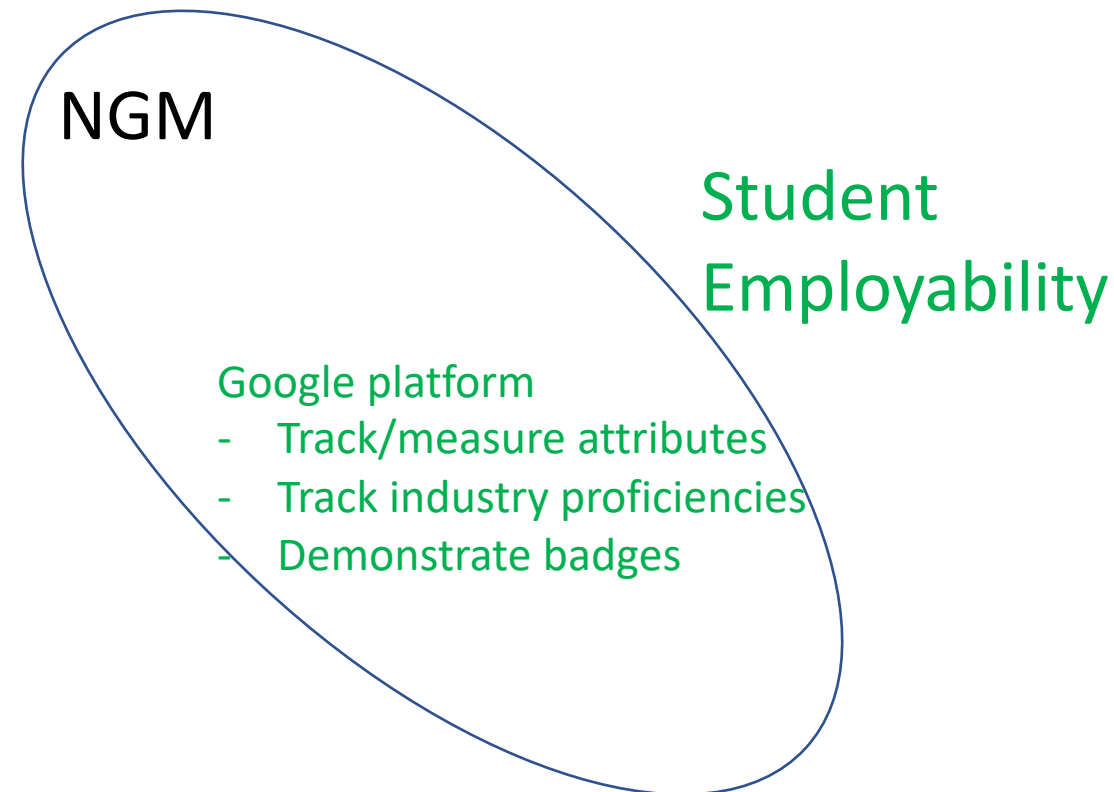 NGM
Student
Employability
Google platform
- Track/measure attributes
- Track industry proficiencies
- Demonstrate badges